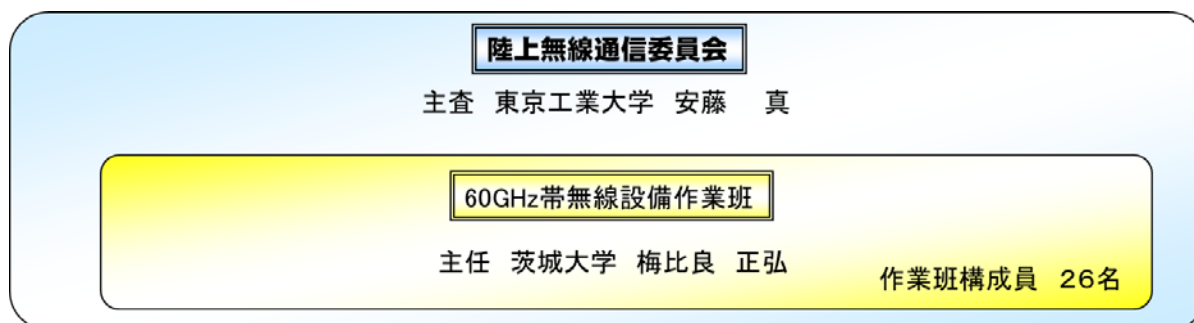 陸上無線通信委員会
主査 東京工業大学 安藤 真
60GHz帯無線設備作業班
主任 茨城大学 梅比良 正弘
作業班構成員 26名